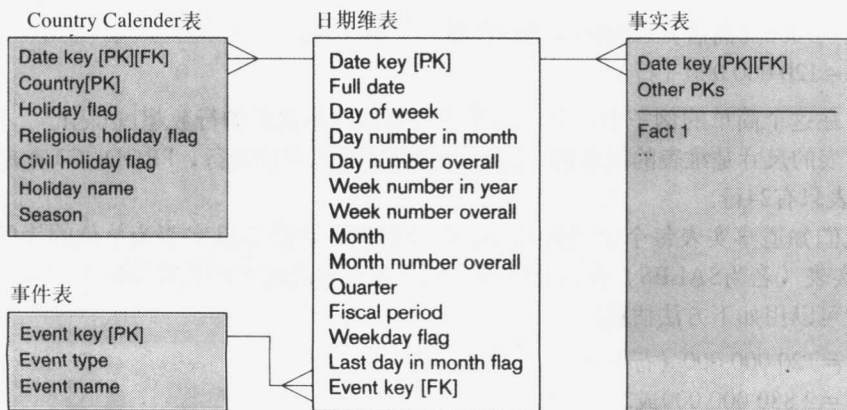 Country Calender表
Date key [PK][FK]
Country[PK]
Holiday flag
Religious holiday flag
Civil holiday flag
Holiday name
Season
事件表
Event key [PK]
Event type
Event name
日期维表
Date key [PK]
Full date
Day of week
Day number in month
Day number overall
Week number in year
Week number overall
Month
Month number overall
Quarter
Fiscal period
Weekday flag
Last day in month flag
Event key [FK]
事实表
Date key [PK][FK]
Other PKs
Fact 1